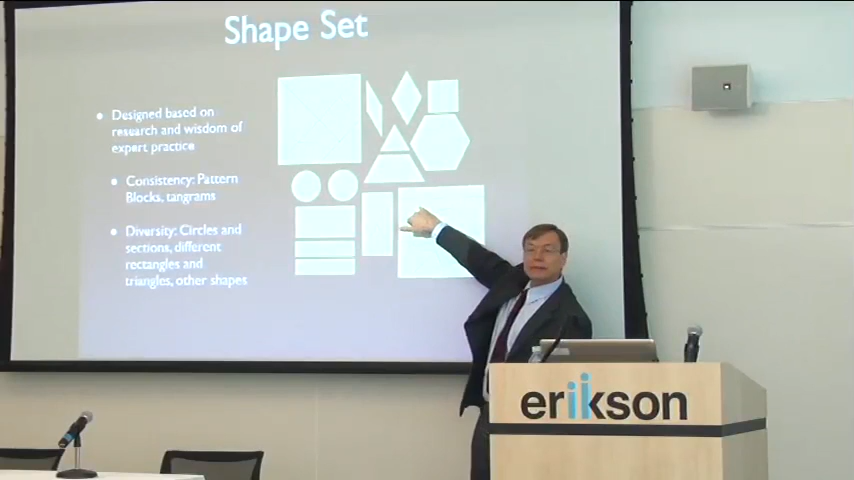 Shape Set
• Designed based on
research and wisdom of
expert practice
• Consistency: Pattern
Blocks, tangrams
• Diversity: Circles and
sections, different
rectangles and
triangles, other shapes
erikson